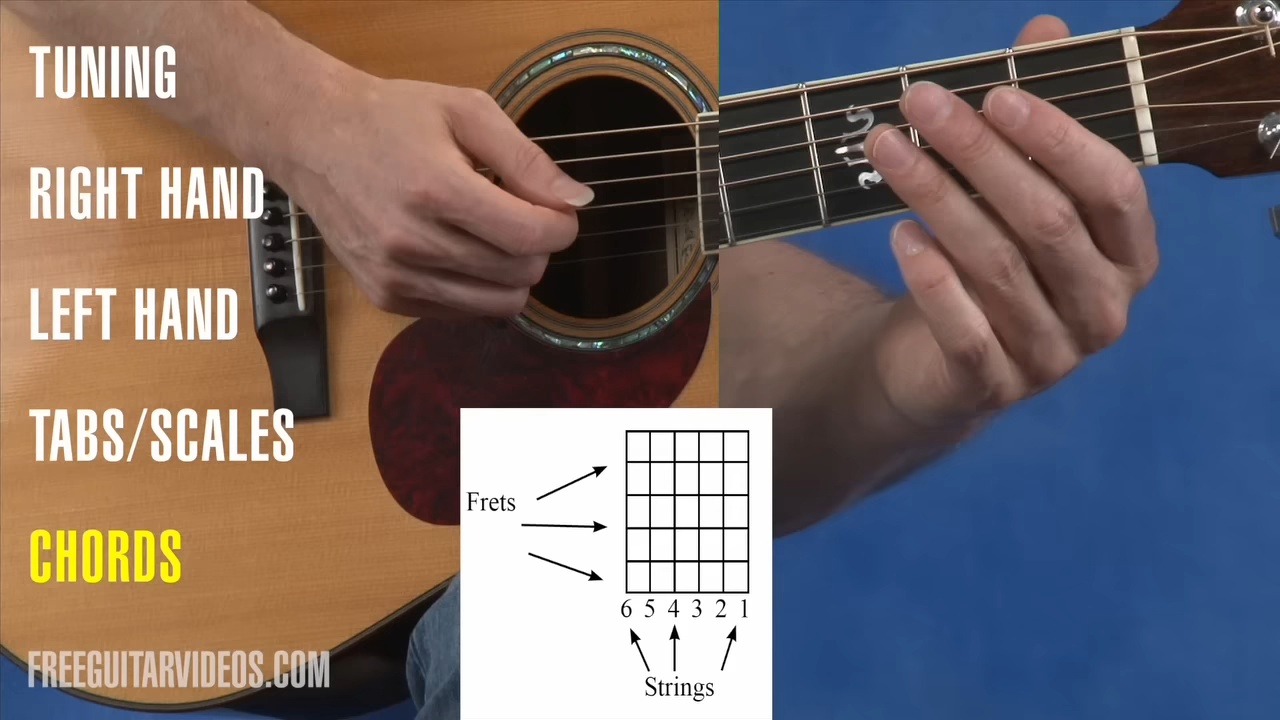 TUNING
RIGHT HAND
LEFT HAND
TABS/SCALES
CHORDS
FREEGUITARVIDEOS.COM
Frets
6 5 4 3 2 1
Strings